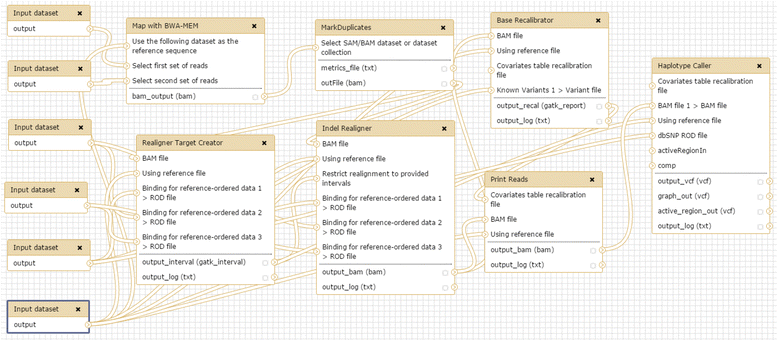 Input dataset ✖
output
Input dataset ✖
output
Input dataset ✖
output
Input dataset ✖
output
Input dataset ✖
output
Input dataset ✖
output
Map with BWA-MEM ✖
Use the following dataset as the
reference sequence
Select first set of reads
Select second set of reads
bam_output (bam)
Realigner Target Creator ✖
BAM file
Using reference file
Binding for reference-ordered data 1
> ROD file
Binding for reference-ordered data 2
> ROD file
Binding for reference-ordered data 3
> ROD file
output_interval (gatk_interval)
output_log (txt)
MarkDuplicates ✖
Select SAM/BAM dataset or dataset
collection
metrics_file (txt)
outFile (bam)
Indel Realigner ✖
BAM file
Using reference file
Restrict realignment to provided
intervals
Binding for reference-ordered data 1
> ROD file
Binding for reference-ordered data 2
> ROD file
Binding for reference-ordered data 3
> ROD file
output_bam (bam)
output_log (txt)
Base Recalibrator ✖
BAM file
Using reference file
Covariates table recalibration
file
Known Variants 1 > Variant file
output_recal (gatk_report)
output_log (txt)
Print Reads ✖
Covariates table recalibration
file
BAM file
Using reference file
output_bam (bam)
output_log (txt)
Haplotype Caller ✖
Covariates table recalibration
file
BAM file 1 > BAM file
Using reference file
dbSNP ROD file
activeRegionIn
comp
output_vcf (vcf)
graph_out (vcf)
active_region_out (vcf)
output_log (txt)